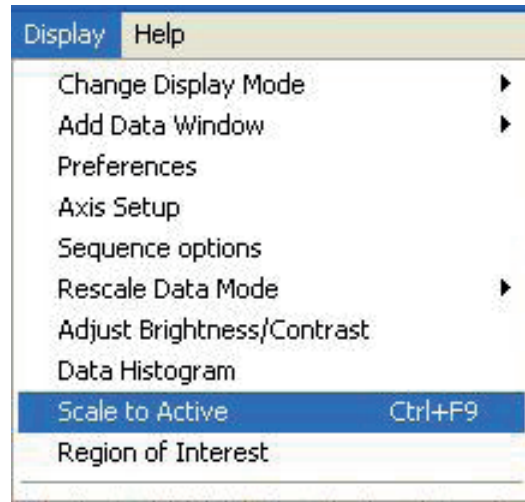 Display Help
Change Display Mode
Add Data Window
Preferences
Axis Setup
Sequence options
Rescale Data Mode
Adjust Brightness/Contrast
Data Histogram
Scale to Active Ctrl+F9
Region of Interest